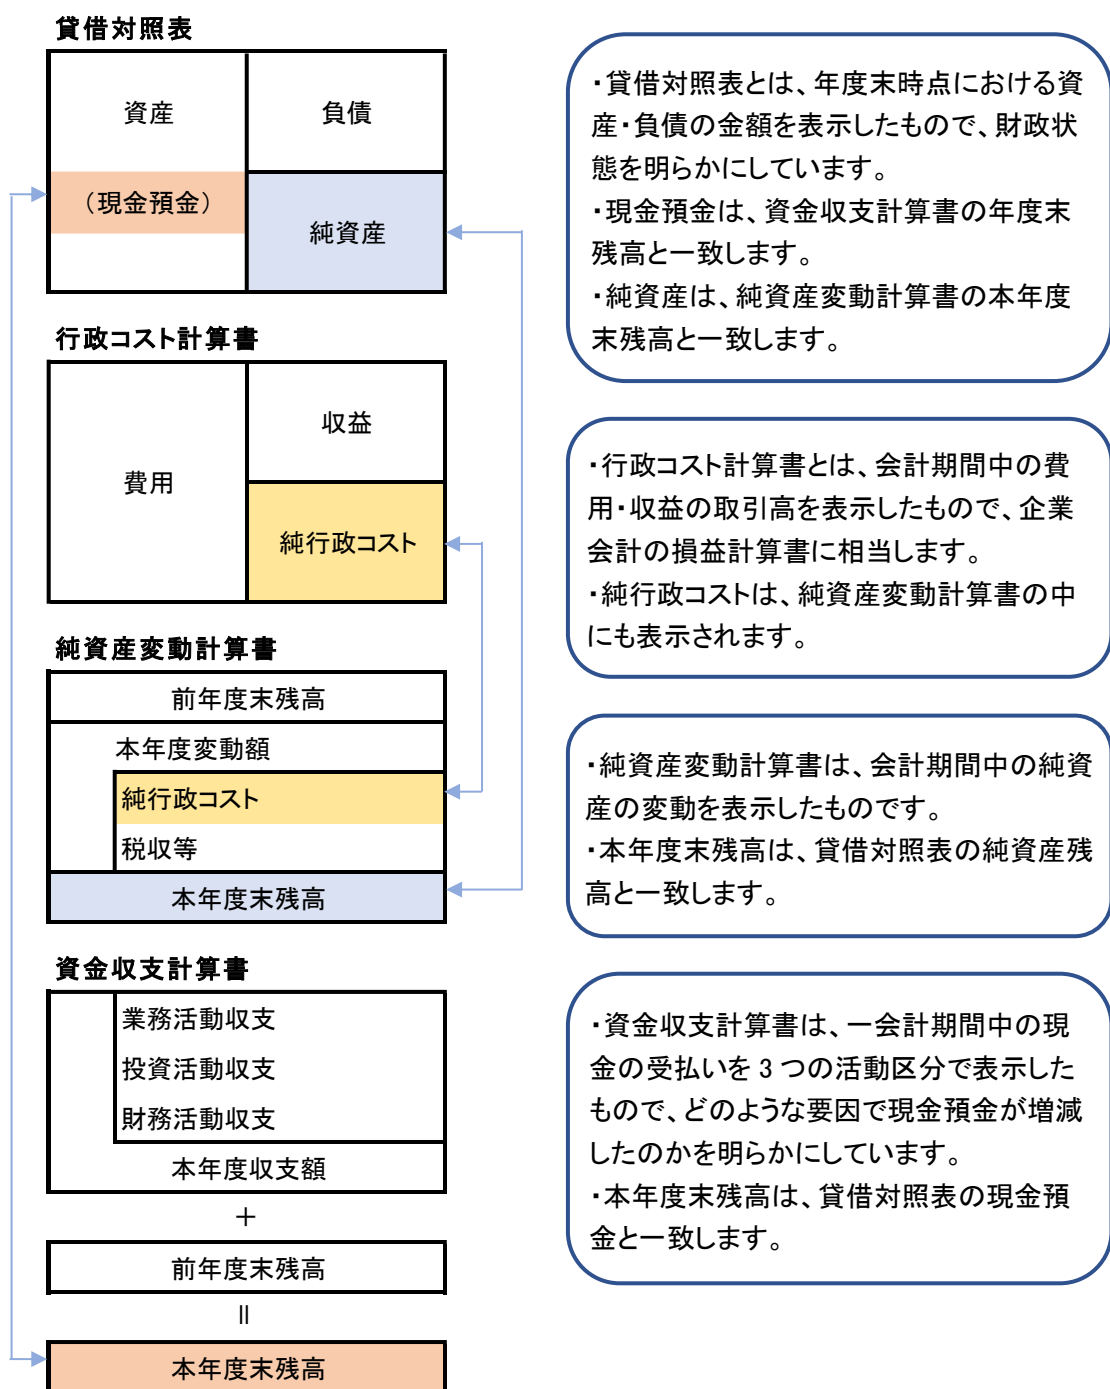 貸借対照表
資産
負債
（現金預金）
純資産
・貸借対照表とは、年度末時点における資
産・負債の金額を表示したもので、財政状
態を明らかにしています。
・現金預金は、資金収支計算書の年度末
残高と一致します。
・純資産は、純資産変動計算書の本年度
末残高と一致します。
行政コスト計算書
費用
収益
純行政コスト
・行政コスト計算書とは、会計期間中の費
用・収益の取引高を表示したもので、企業
会計の損益計算書に相当します。
・純行政コストは、純資産変動計算書の中
にも表示されます。
純資産変動計算書
前年度末残高
本年度変動額
純行政コスト
税収等
本年度末残高
・純資産変動計算書は、会計期間中の純資
産の変動を表示したものです。
・本年度末残高は、貸借対照表の純資産残
高と一致します。
資金収支計算書
業務活動収支
投資活動収支
財務活動収支
本年度収支額
＋
前年度末残高
＝
本年度末残高
・資金収支計算書は、一会計期間中の現
金の受払いを 3 つの活動区分で表示した
もので、どのような要因で現金預金が増減
したのかを明らかにしています。
・本年度末残高は、貸借対照表の現金預
金と一致します。